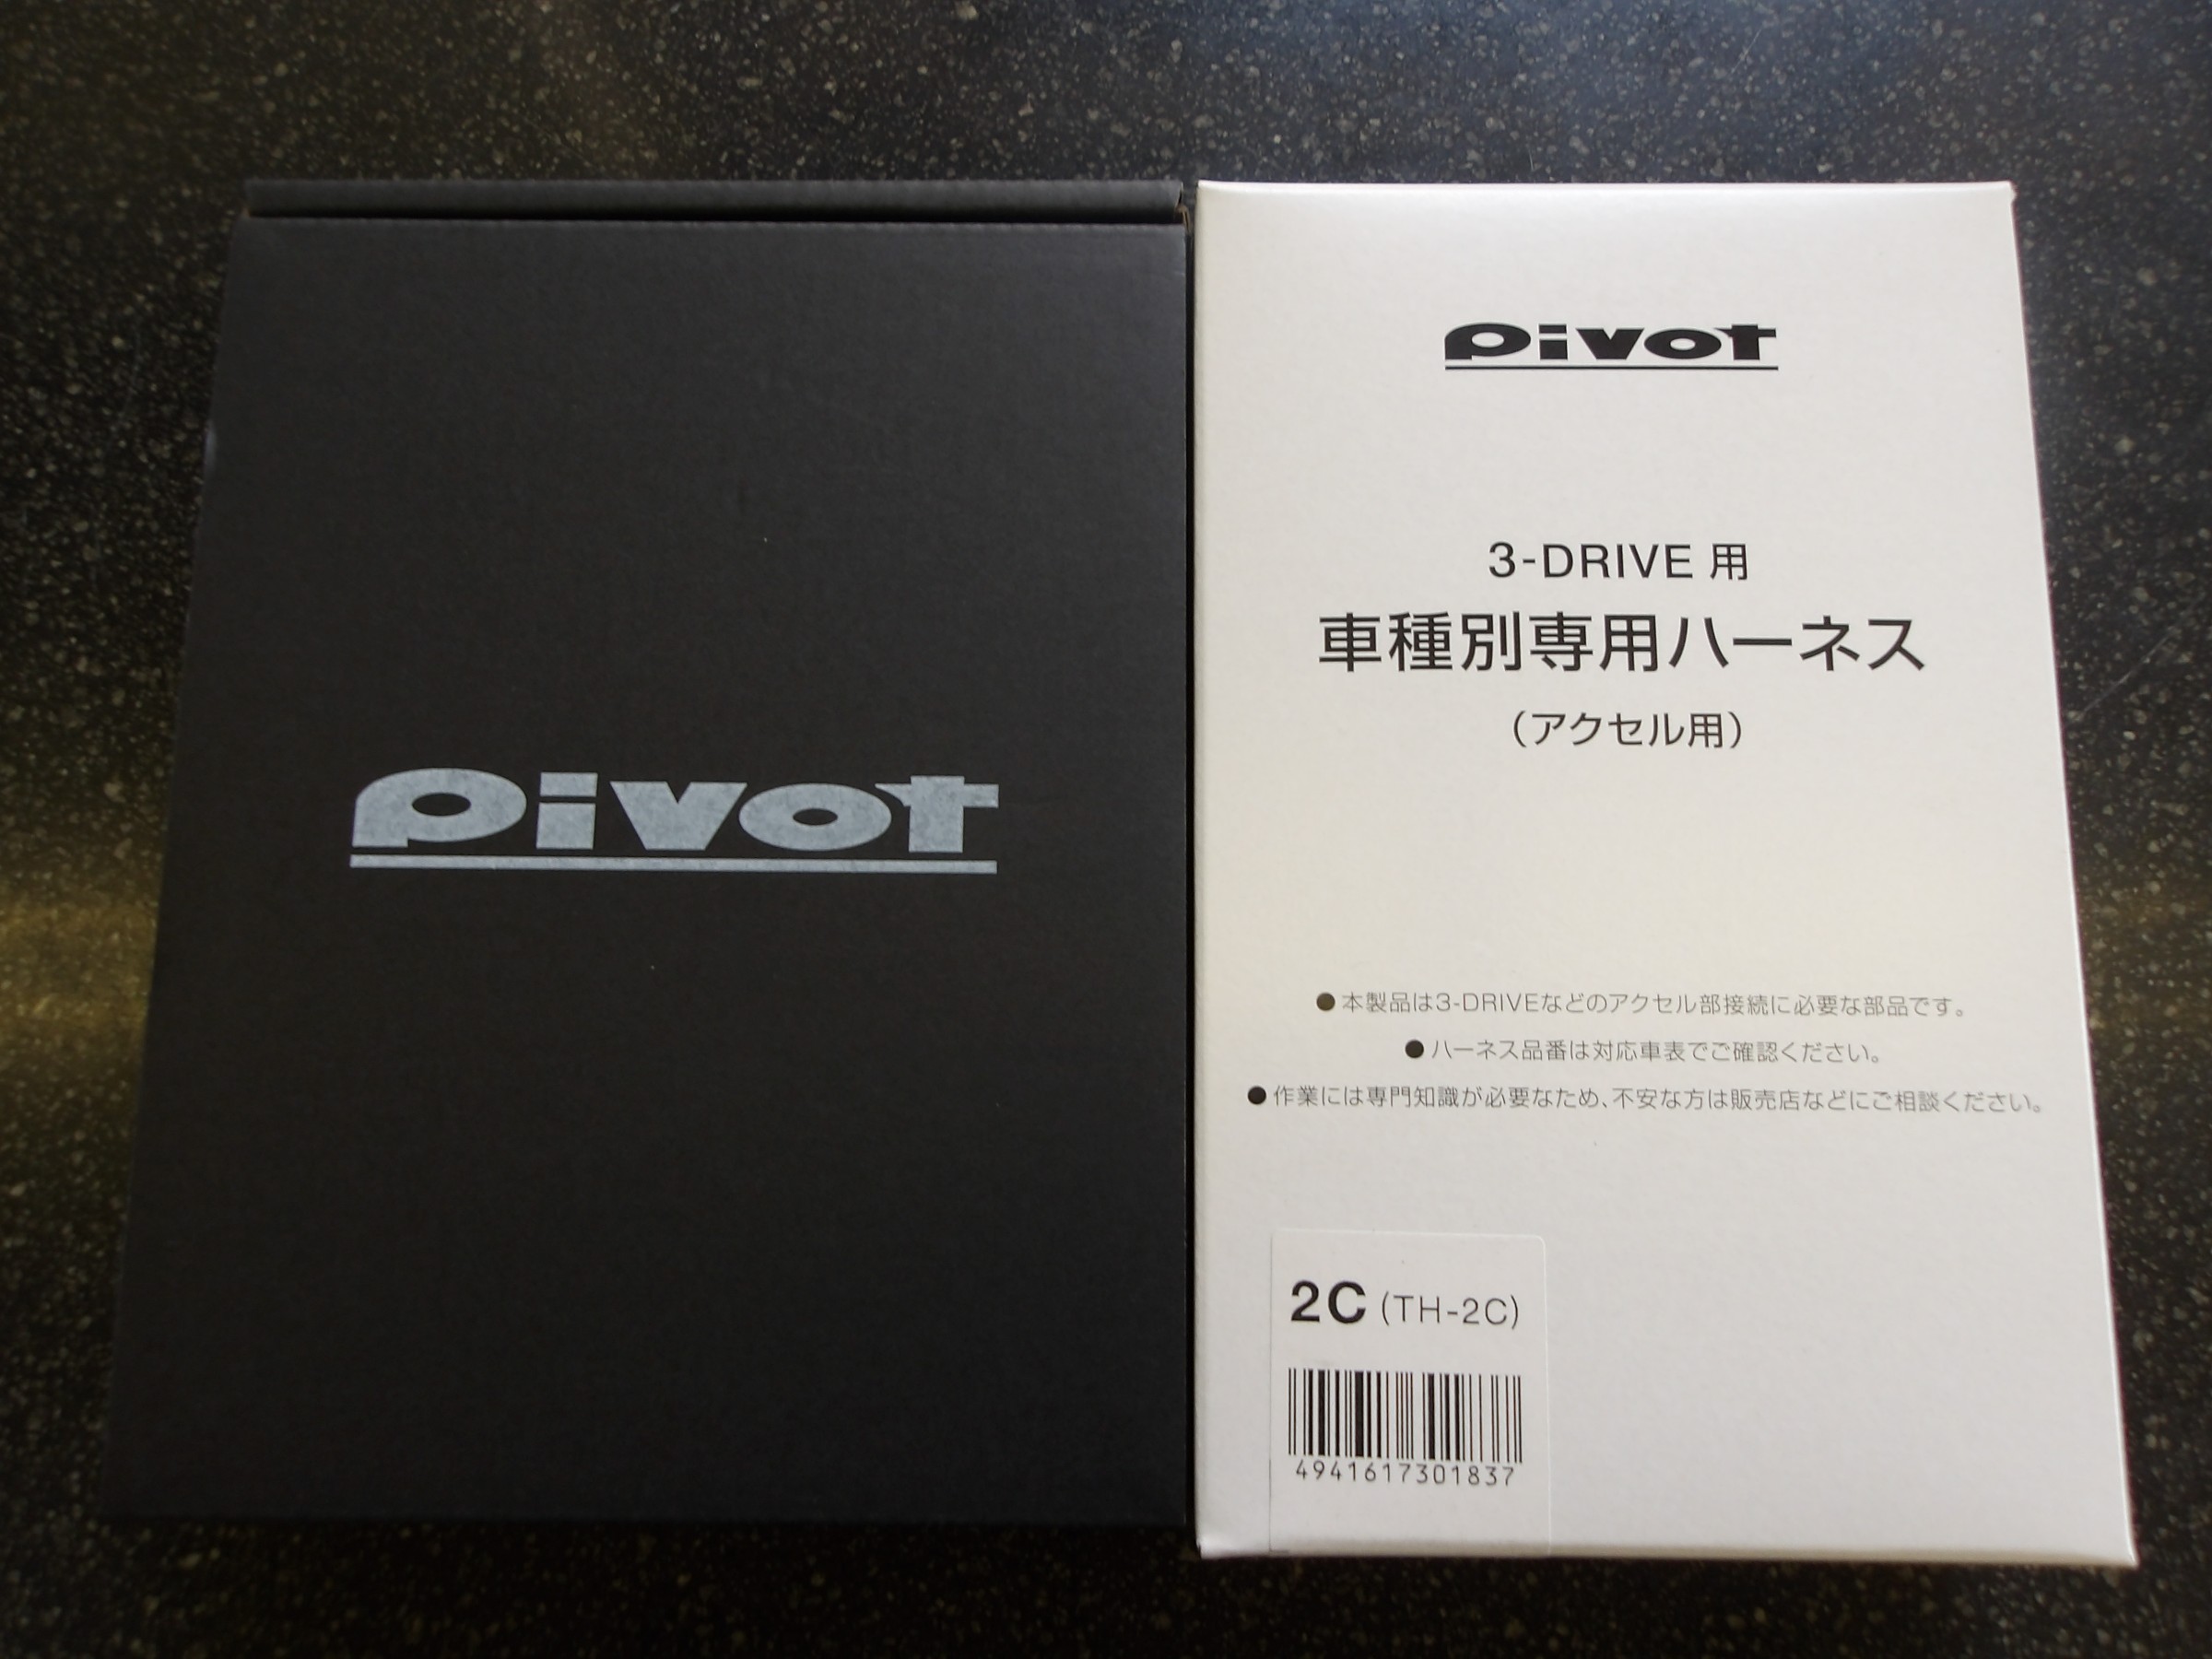 pivot
pivot
3-DRIVE 用
車種別専用ハーネス
(アクセル用)
●本製品は3-DRIVEなどのアクセル部接続に必要な部品です。
●ハーネス品番は対応車表でご確認ください。
●作業には専門知識が必要なため、不安な方は販売店などにご相談ください。
2C (TH-2C)
4941617301837